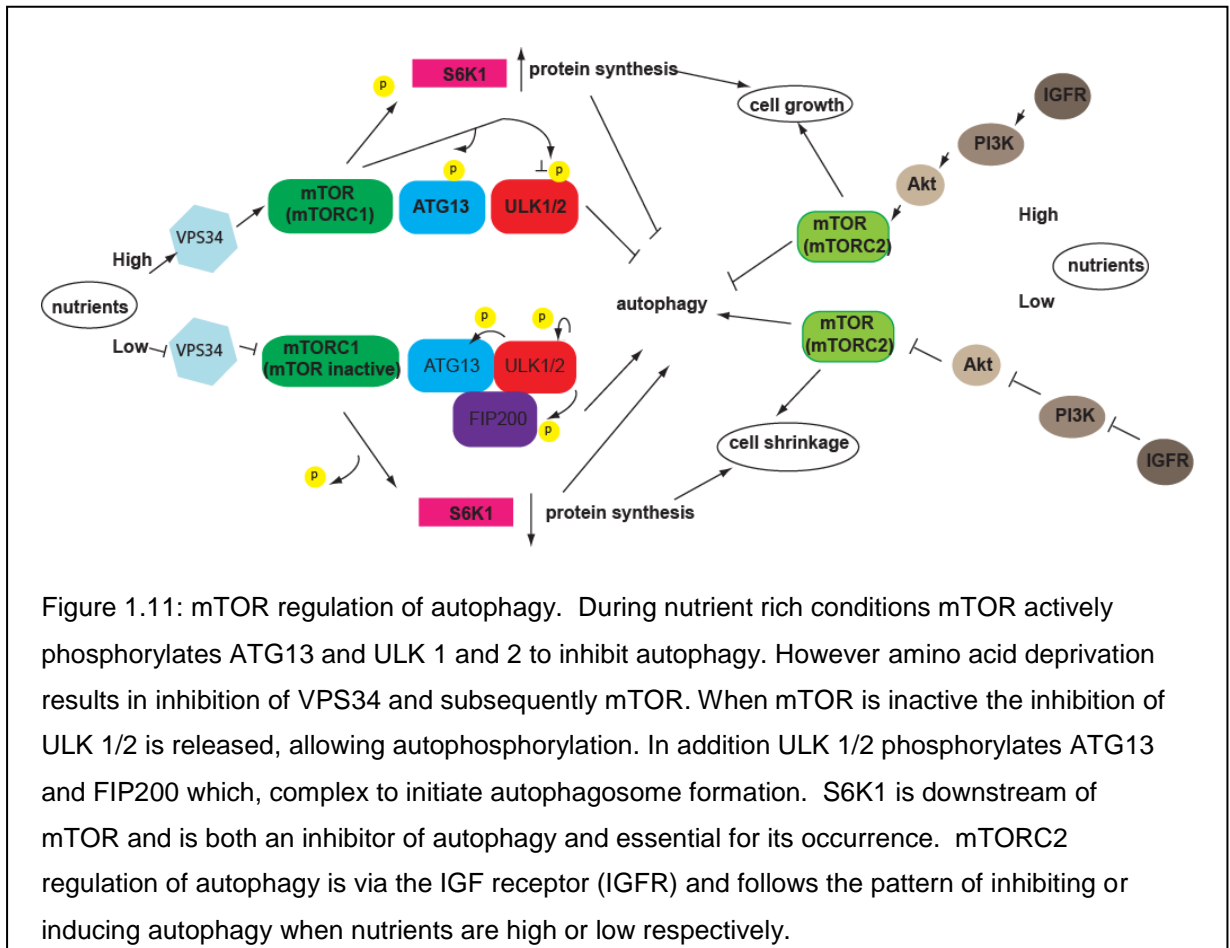 P
S6K1
protein synthesis
cell growth
IGFR
PI3K
Akt
P
P
mTOR
(mTORC1)
ATG13
ULK1/2
VPS34
High
nutrients
Low
VPS34
mTORC1
(mTOR inactive)
P
P
ATG13
ULK1/2
FIP200
P
P
S6K1
protein synthesis
autophagy
mTOR
(mTORC2)
mTOR
(mTORC2)
High
nutrients
Low
Akt
PI3K
IGFR
cell shrinkage
Figure 1.11: mTOR regulation of autophagy. During nutrient rich conditions mTOR actively
phosphorylates ATG13 and ULK 1 and 2 to inhibit autophagy. However amino acid deprivation
results in inhibition of VPS34 and subsequently mTOR. When mTOR is inactive the inhibition of
ULK 1/2 is released, allowing autophosphorylation. In addition ULK 1/2 phosphorylates ATG13
and FIP200 which, complex to initiate autophagosome formation. S6K1 is downstream of
mTOR and is both an inhibitor of autophagy and essential for its occurrence. mTORC2
regulation of autophagy is via the IGF receptor (IGFR) and follows the pattern of inhibiting or
inducing autophagy when nutrients are high or low respectively.